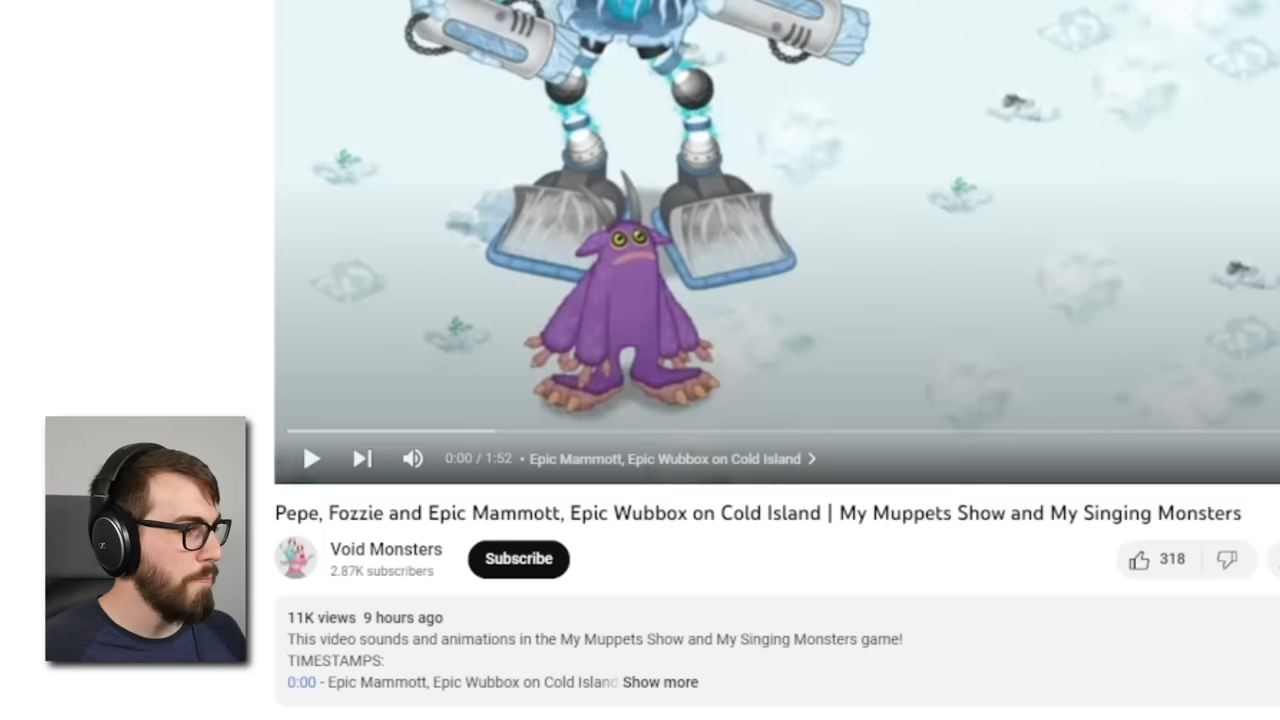 0:00 / 1:52 • Epic Mammott, Epic Wubbox on Cold Island
Pepe, Fozzie and Epic Mammott, Epic Wubbox on Cold Island | My Muppets Show and My Singing Monsters
Void Monsters
2.87K subscribers
Subscribe
318
11K views 9 hours ago
This video sounds and animations in the My Muppets Show and My Singing Monsters game!
TIMESTAMPS:
0:00 - Epic Mammott, Epic Wubbox on Cold Island Show more